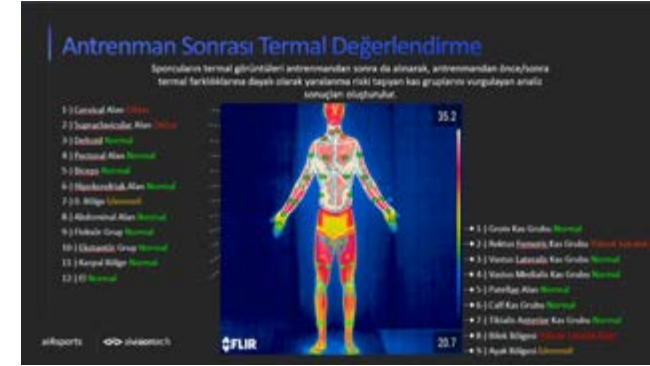 Antrenman Sonrası Termal Değerlendirme
Sporcuların termal görüntüleri antrenmandan sonra da alınarak, antrenmandan önce/sonra
termal farklılıklarına dayalı olarak yaralanma riski taşıyan kas gruplarını vurgulayan analiz
sonuçları oluşturulur.
1-) Cervical Alan
2-) Supraclavicular Alan
3-) Deltoid Normal
4-) Pectoral Alan Normal
5-) Biceps Normal
6-) Hipokondriak Alan Normal
7-) Bölge
8-) Abdominal Alan Normal
9-) Fleksör Grup Normal
10-) Ekstantör Grup Normal
11-) Karpal Bölge Normal
12-) El Normal
35.2
1-) Groin Kas Grubu Normal
2-) Rektus Femoris Kas Grubu
3-) Vastus Lateralis Kas Grubu Normal
4-) Vastus Medialis Kas Grubu Normal
5-) Patellar Alan Normal
6-) Calf Kas Grubu Normal
7-) Tibialis Anterior Kas Grubu Normal
8-) Bilek Bölgesi
9-) Ayak Bölgesi
airsports
divisiontech
FLIR
20.7